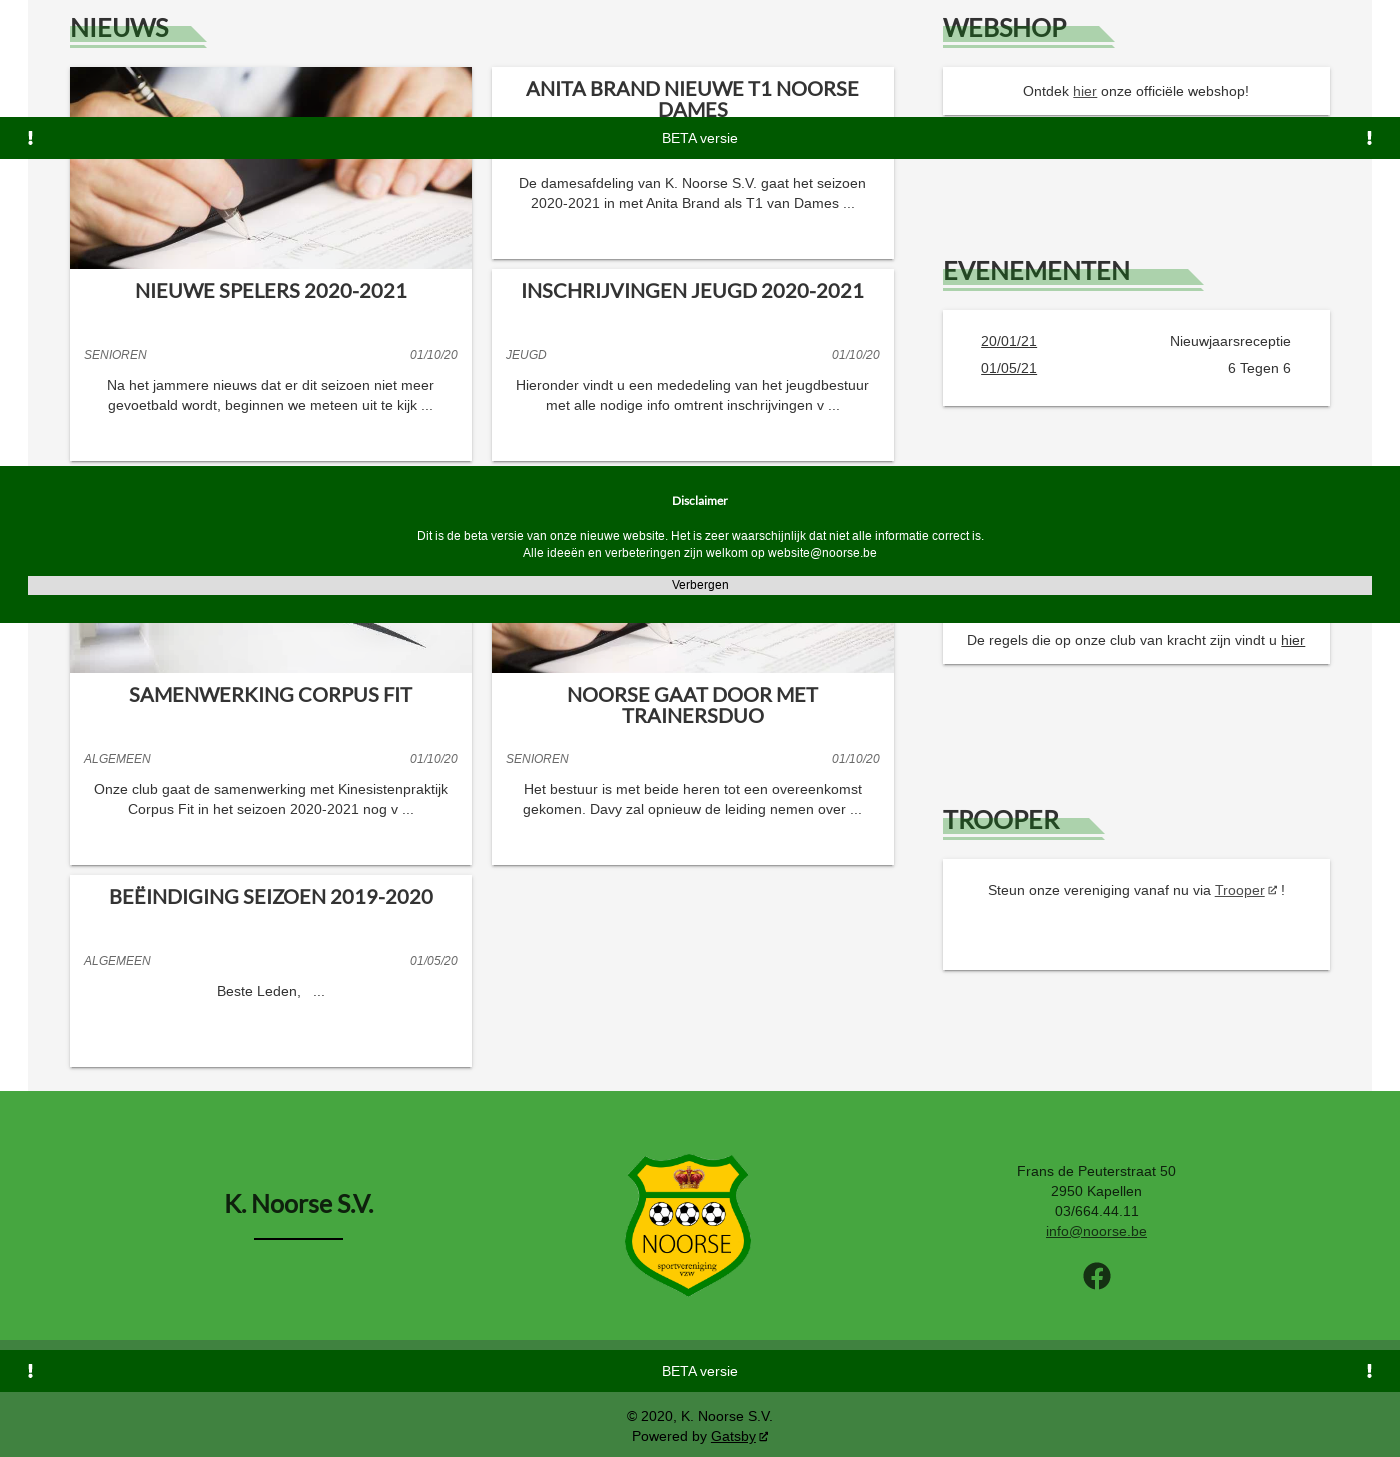 NIEUWS
WEBSHOP
ANITA BRAND NIEUWE T1 NOORSE
DAMES
Ontdek hier onze officiële webshop!
BETA versie
De damesafdeling van K. Noorse S.V. gaat het seizoen
2020-2021 in met Anita Brand als T1 van Dames ...
EVENEMENTEN
NIEUWE SPELERS 2020-2021
SENIOREN 01/10/20
Na het jammere nieuws dat er dit seizoen niet meer
gevoetbald wordt, beginnen we meteen uit te kijk ...
INSCHRIJVINGEN JEUGD 2020-2021
JEUGD 01/10/20
Hieronder vindt u een mededeling van het jeugdbestuur
met alle nodige info omtrent inschrijvingen v ...
20/01/21 Nieuwjaarsreceptie
01/05/21 6 Tegen 6
Disclaimer
Dit is de beta versie van onze nieuwe website. Het is zeer waarschijnlijk dat niet alle informatie correct is.
Alle ideeën en verbeteringen zijn welkom op website@noorse.be
Verbergen
De regels die op onze club van kracht zijn vindt u hier
SAMENWERKING CORPUS FIT
ALGEMEEN 01/10/20
Onze club gaat de samenwerking met Kinesistenpraktijk
Corpus Fit in het seizoen 2020-2021 nog v ...
NOORSE GAAT DOOR MET
TRAINERSDUO
SENIOREN 01/10/20
Het bestuur is met beide heren tot een overeenkomst
gekomen. Davy zal opnieuw de leiding nemen over ...
TROOPER
Steun onze vereniging vanaf nu via Trooper !
BEËINDIGING SEIZOEN 2019-2020
ALGEMEEN 01/05/20
Beste Leden, ...
K. Noorse S.V.
NOORSE
sportvereniging
vzw
Frans de Peuterstraat 50
2950 Kapellen
03/664.44.11
info@noorse.be
BETA versie
© 2020, K. Noorse S.V.
Powered by Gatsby